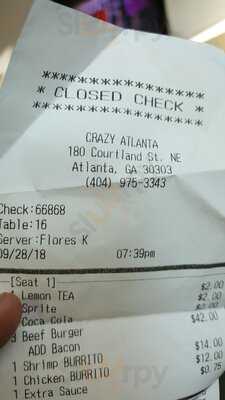 *****************
* CLOSED CHECK *
*****************
CRAZY ATLANTA
180 Courtland St. NE
Atlanta, GA 30303
(404) 975-3343
Check:66868
Table:16
Server:Flores K
09/28/18 07:39pm
[Seat 1]
Lemon TEA $2.00
Sprite $2.00
Coca Cola
Beef Burger $42.00
ADD Bacon
1 Shrimp BURRITO $14.00
1 Chicken BURRITO $12.00
1 Extra Sauce $0.75